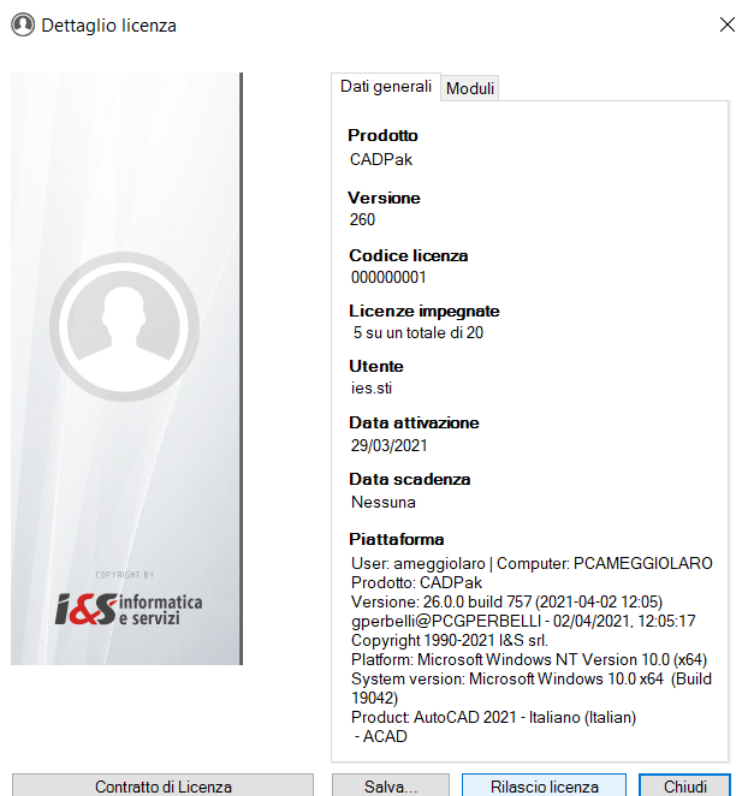 Dettaglio licenza
Dati generali
Moduli
Prodotto
CADPak
Versione
260
Codice licenza
000000001
Licenze impegnate
5 su un totale di 20
Utente
ies.sti
Data attivazione
29/03/2021
Data scadenza
Nessuna
Piattaforma
User: ameggiolaro | Computer: PCAMEGGIOLARO
Prodotto: CADPak
Versione: 26.0.0 build 757 (2021-04-02 12:05)
gperbelli@PCGPERBELLI - 02/04/2021, 12:05:17
Copyright 1990-2021 I&S srl.
Platform: Microsoft Windows NT Version 10.0 (x64)
System version: Microsoft Windows 10.0 x64 (Build
19042)
Product: AutoCAD 2021 - Italiano (Italian)
- ACAD
COPYRIGHT BY
i&S informatica
e servizi
Contratto di Licenza
Salva...
Rilascio licenza
Chiudi